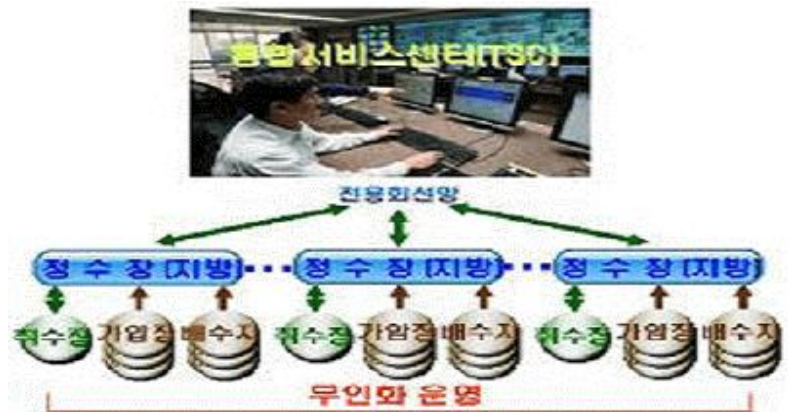 통합서비스센터(TSC)
전용회선망
정 수 장 (지방) 정 수 장 (지방) 정 수 장 (지방)
취수장 가압장 배수지 취수장 가압장 배수지 취수장 가압장 배수지
무인화 운영